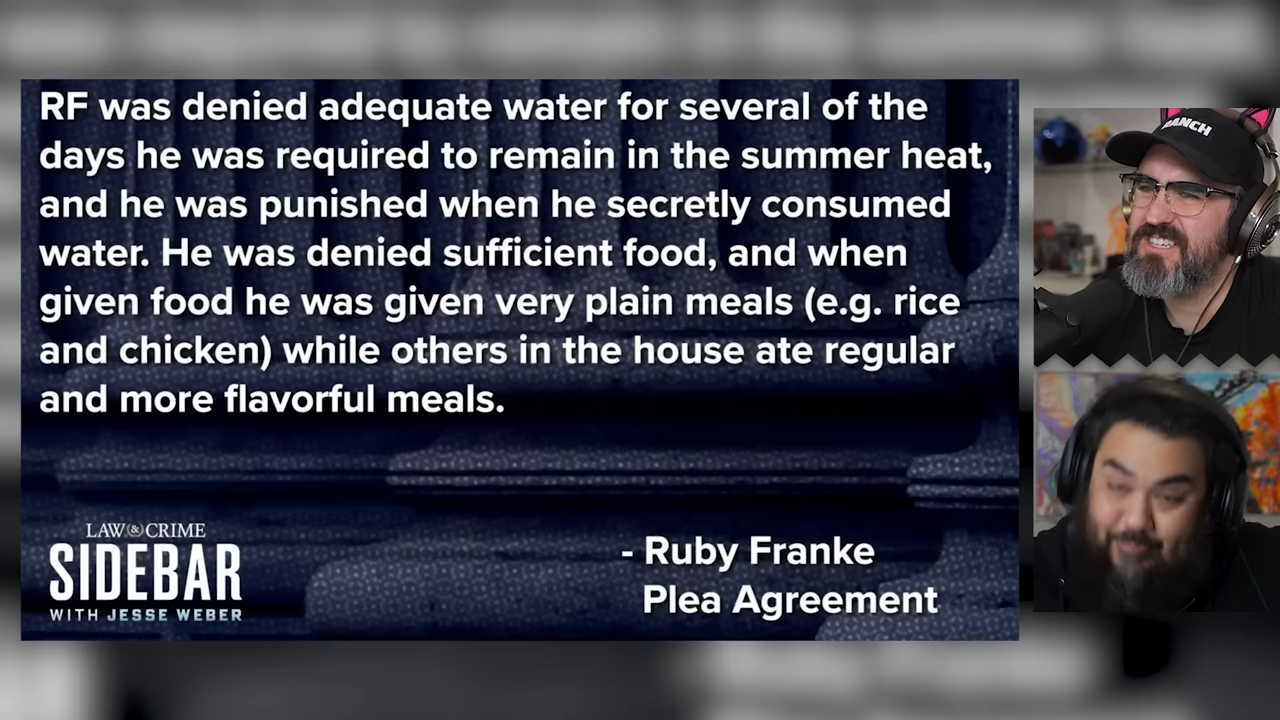 RF was denied adequate water for several of the
days he was required to remain in the summer heat,
and he was punished when he secretly consumed
water. He was denied sufficient food, and when
given food he was given very plain meals (e.g. rice
and chicken) while others in the house ate regular
and more flavorful meals.
- Ruby Franke
Plea Agreement
LAW & CRIME
SIDEBAR
WITH JESSE WEBER
RANCH